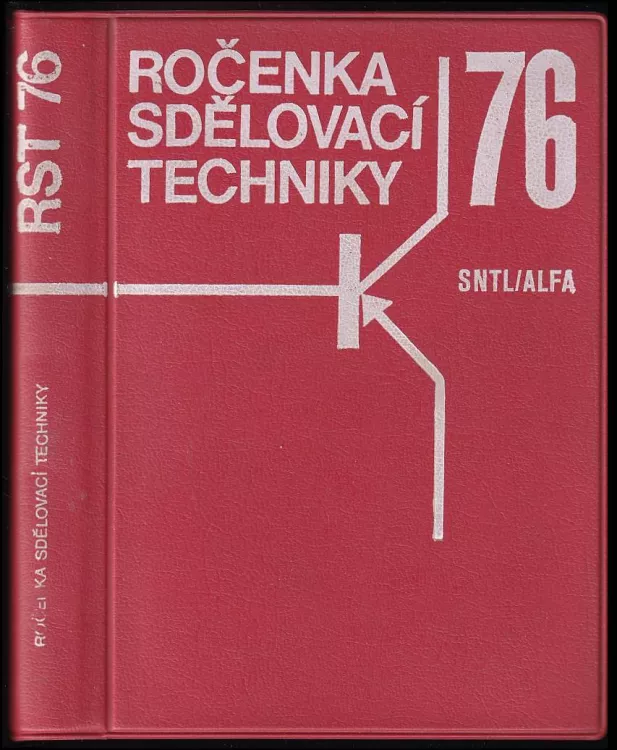 RST 76
ROČENKA SDĚLOVACÍ TECHNIKY
ROČENKA
SDĚLOVACÍ
TECHNIKY
76
SNTL/ALFA